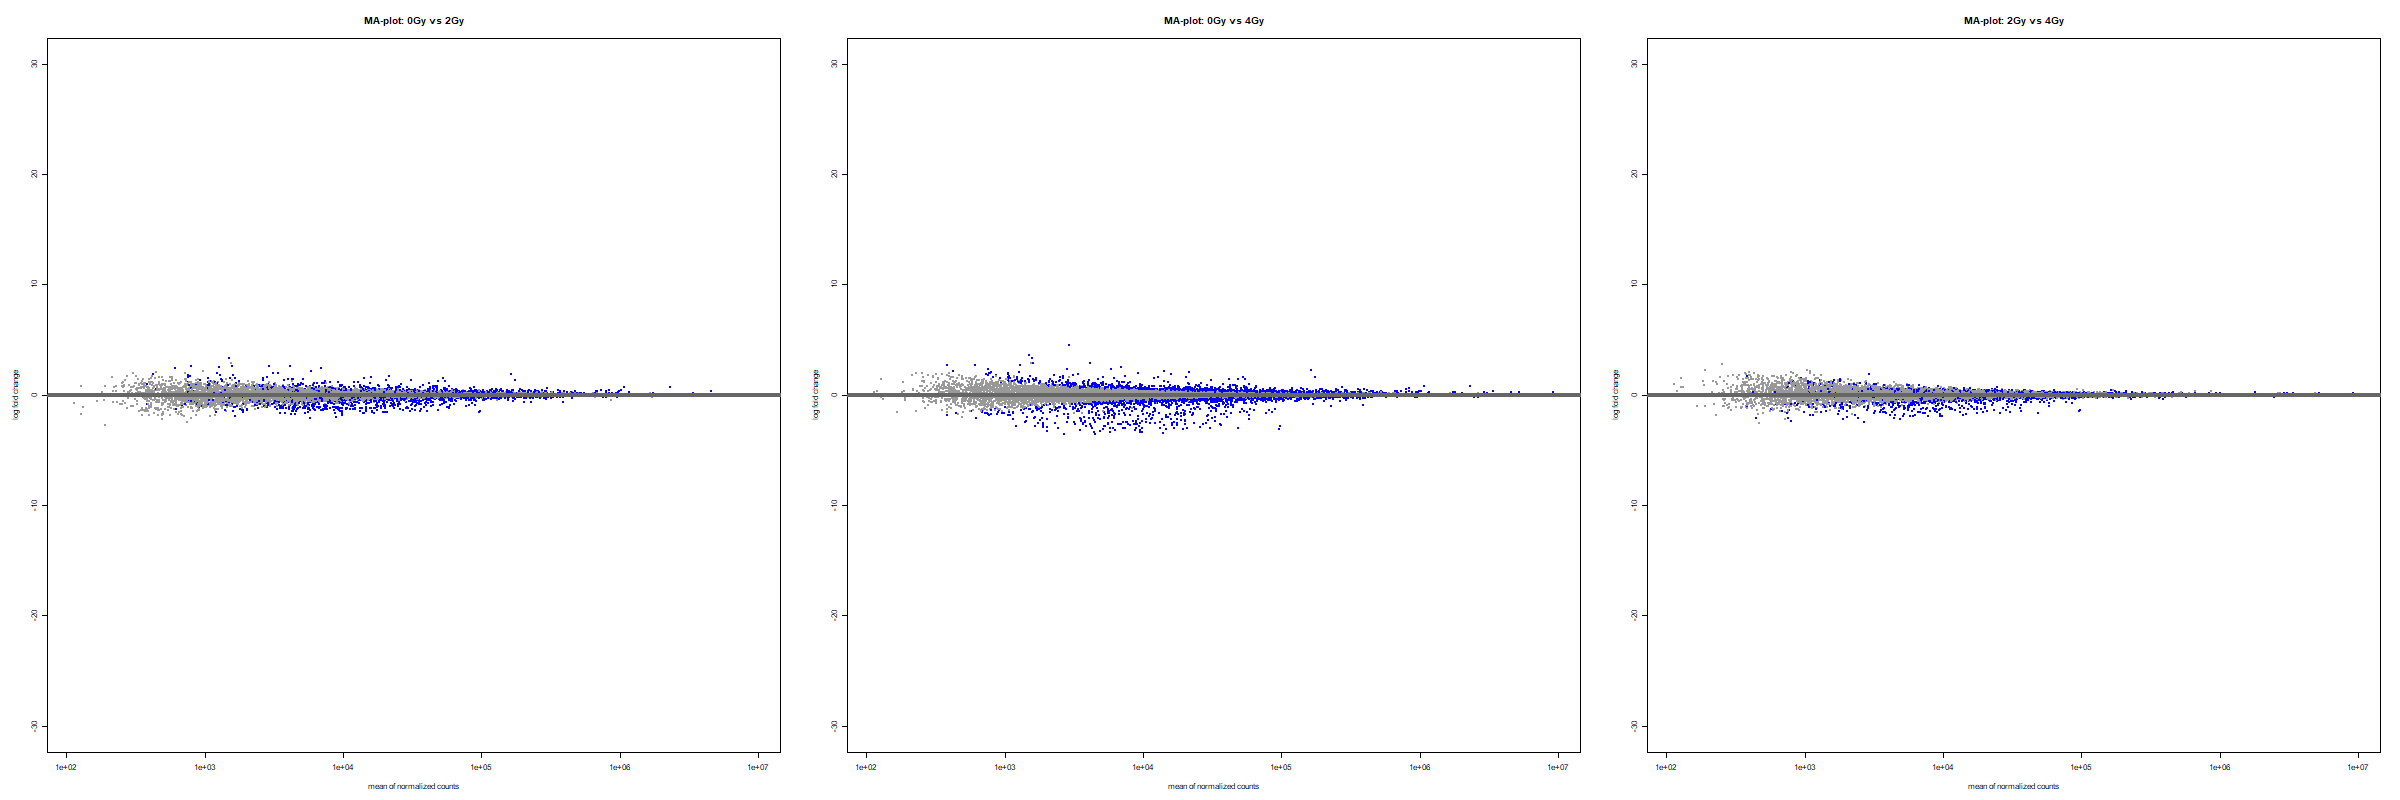 MA-plot: 0Gy vs 2Gy
30
20
10
0
-10
-20
-30
log fold change
1e+02 1e+03 1e+04 1e+05 1e+06 1e+07
mean of normalized counts
MA-plot: 0Gy vs 4Gy
30
20
10
0
-10
-20
-30
log fold change
1e+02 1e+03 1e+04 1e+05 1e+06 1e+07
mean of normalized counts
MA-plot: 2Gy vs 4Gy
30
20
10
0
-10
-20
-30
log fold change
1e+02 1e+03 1e+04 1e+05 1e+06 1e+07
mean of normalized counts